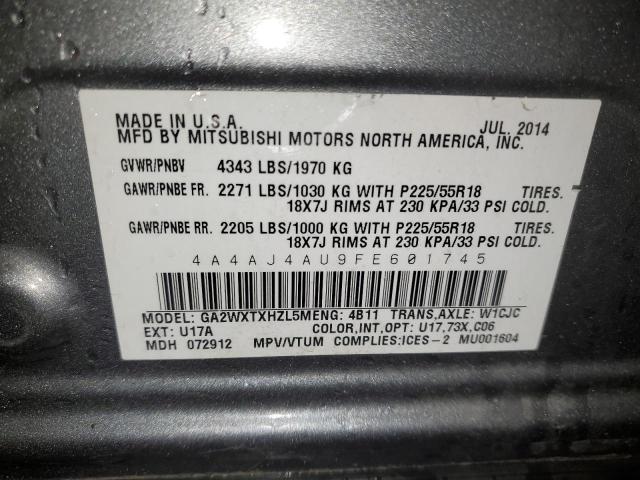 MADE IN U.S.A. JUL. 2014
MFD BY MITSUBISHI MOTORS NORTH AMERICA, INC.
GVWR/PNBV 4343 LBS/1970 KG
GAWR/PNBE FR. 2271 LBS/1030 KG WITH P225/55R18 TIRES.
18X7J RIMS AT 230 KPA/33 PSI COLD.
GAWR/PNBE RR. 2205 LBS/1000 KG WITH P225/55R18 TIRES.
18X7J RIMS AT 230 KPA/33 PSI COLD.
4A4AJ4AU9FE601745
MODEL: GA2WXTXHZL5MENG: 4B11 TRANS,AXLE: W1CJC
EXT: U17A COLOR,INT,OPT: U17,73X,C06
MDH 072912 MPV/VTUM COMPLIES:ICES-2 MU001604